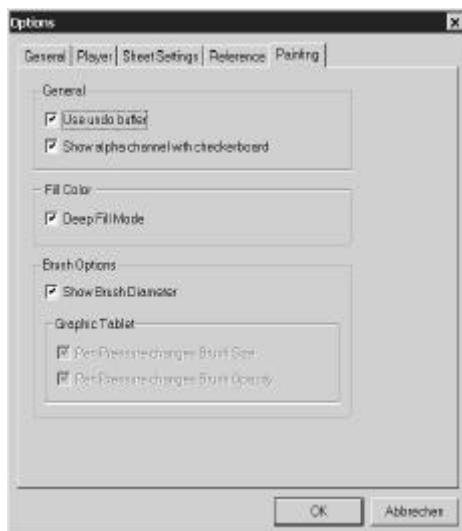 Options
General Player Sheet Settings Reference Painting
General
Use undo buffer
Show alpha channel with checkerboard
Fill Color
Deep Fill Mode
Brush Options
Show Brush Diameter
Graphic Tablet
Pen Pressure changes Brush Size
Pen Pressure changes Brush Opacity
OK Abbrechen